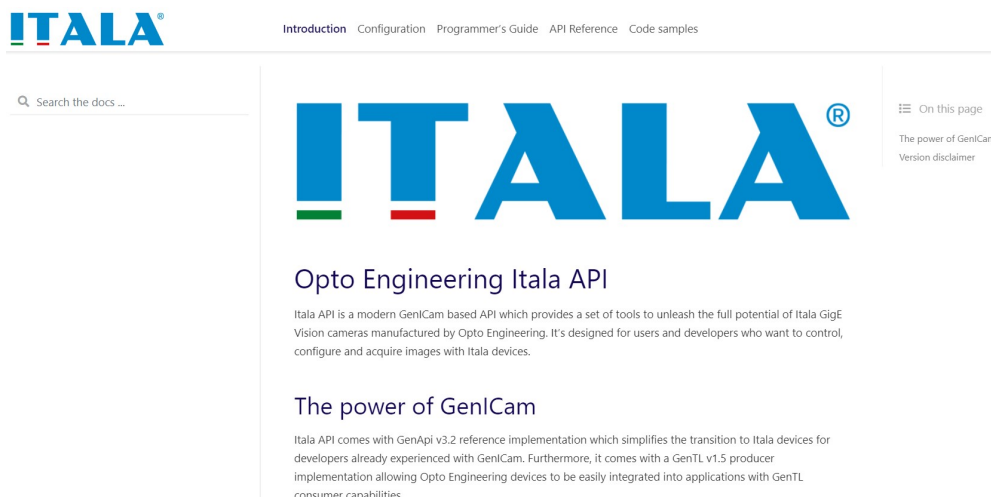 ITALA®
Introduction Configuration Programmer's Guide API Reference Code samples
Search the docs ...
ITALA®
On this page
The power of GenICam
Version disclaimer
Opto Engineering Itala API
Itala API is a modern GenICam based API which provides a set of tools to unleash the full potential of Itala GigE
Vision cameras manufactured by Opto Engineering. It's designed for users and developers who want to control,
configure and acquire images with Itala devices.
The power of GenICam
Itala API comes with GenApi v3.2 reference implementation which simplifies the transition to Itala devices for
developers already experienced with GenICam. Furthermore, it comes with a GenTL v1.5 producer
implementation allowing Opto Engineering devices to be easily integrated into applications with GenTL
consumer capabilities.